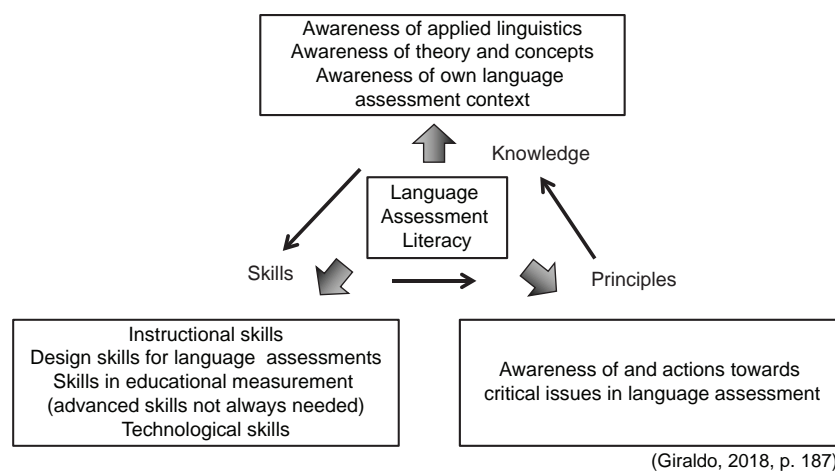 Awareness of applied linguistics
Awareness of theory and concepts
Awareness of own language
assessment context
Knowledge
Language
Assessment
Literacy
Skills
Principles
Instructional skills
Design skills for language assessments
Skills in educational measurement
(advanced skills not always needed)
Technological skills
Awareness of and actions towards
critical issues in language assessment
(Giraldo, 2018, p. 187)